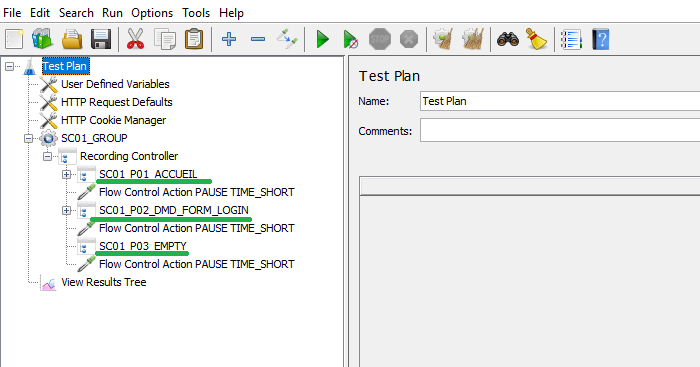 File Edit Search Run Options Tools Help
Test Plan
User Defined Variables
HTTP Request Defaults
HTTP Cookie Manager
SC01_GROUP
Recording Controller
SC01_P01_ACCUEIL
Flow Control Action PAUSE TIME_SHORT
SC01_P02_DMD_FORM_LOGIN
Flow Control Action PAUSE TIME_SHORT
SC01_P03_EMPTY
Flow Control Action PAUSE TIME_SHORT
View Results Tree
Test Plan
Name: Test Plan
Comments: